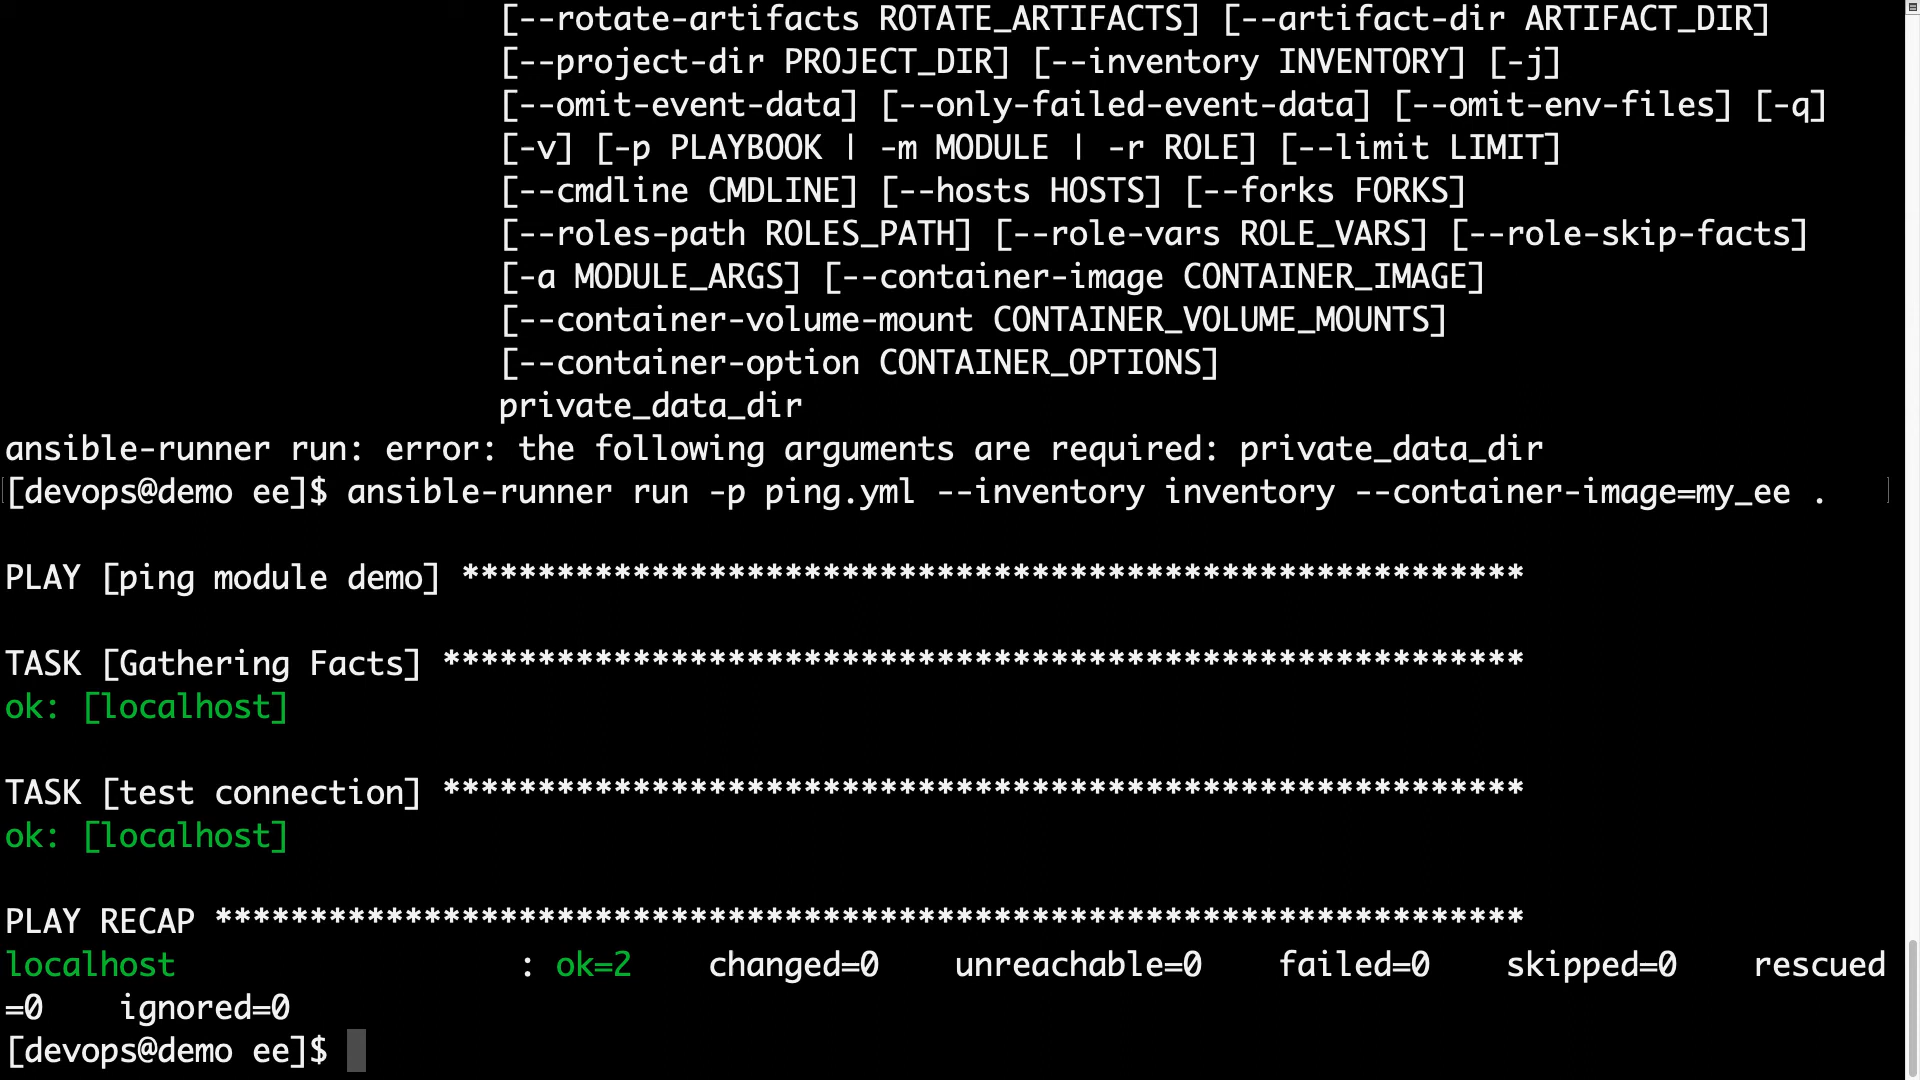 [--rotate-artifacts ROTATE_ARTIFACTS] [--artifact-dir ARTIFACT_DIR]
[--project-dir PROJECT_DIR] [--inventory INVENTORY] [-j]
[--omit-event-data] [--only-failed-event-data] [--omit-env-files] [-q]
[-v] [-p PLAYBOOK | -m MODULE | -r ROLE] [--limit LIMIT]
[--cmdline CMDLINE] [--hosts HOSTS] [--forks FORKS]
[--roles-path ROLES_PATH] [--role-vars ROLE_VARS] [--role-skip-facts]
[-a MODULE_ARGS] [--container-image CONTAINER_IMAGE]
[--container-volume-mount CONTAINER_VOLUME_MOUNTS]
[--container-option CONTAINER_OPTIONS]
private_data_dir
ansible-runner run: error: the following arguments are required: private_data_dir
[devops@demo ee]$ ansible-runner run -p ping.yml --inventory inventory --container-image=my_ee .

PLAY [ping module demo] ********************************************************

TASK [Gathering Facts] *********************************************************
ok: [localhost]

TASK [test connection] *********************************************************
ok: [localhost]

PLAY RECAP *********************************************************************
localhost                  : ok=2    changed=0    unreachable=0    failed=0    skipped=0    rescued
=0    ignored=0
[devops@demo ee]$